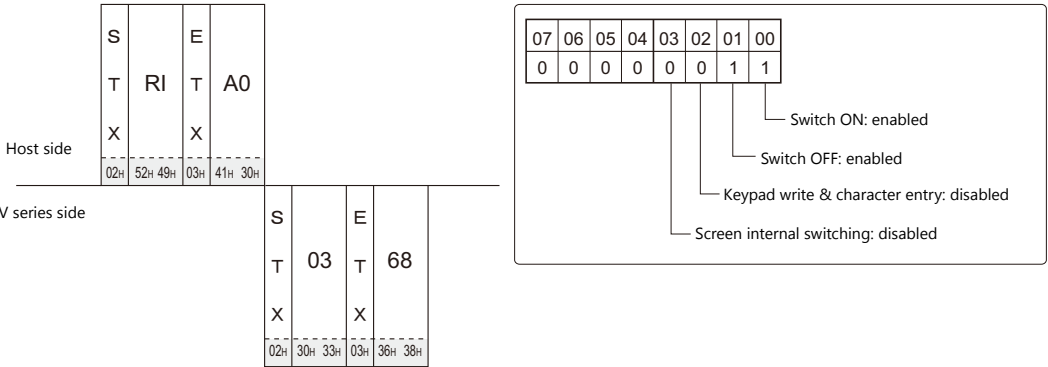 S T X RI E T X A0
02H 52H 49H 03H 41H 30H
Host side
V series side
S T X 03 E T X 68
02H 30H 33H 03H 36H 38H
07 06 05 04 03 02 01 00
0 0 0 0 0 0 1 1
Switch ON: enabled
Switch OFF: enabled
Keypad write & character entry: disabled
Screen internal switching: disabled